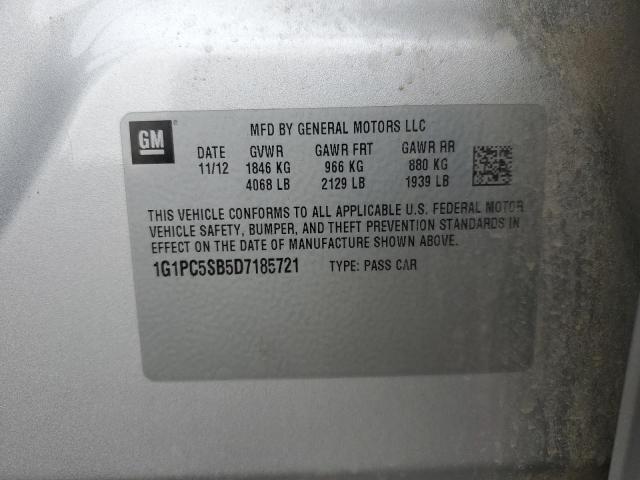 GM
MFD BY GENERAL MOTORS LLC
DATE GVWR GAWR FRT GAWR RR
11/12 1846 KG 966 KG 880 KG
4068 LB 2129 LB 1939 LB
THIS VEHICLE CONFORMS TO ALL APPLICABLE U.S. FEDERAL MOTOR
VEHICLE SAFETY, BUMPER, AND THEFT PREVENTION STANDARDS IN
EFFECT ON THE DATE OF MANUFACTURE SHOWN ABOVE.
1G1PC5SB5D7185721 TYPE: PASS CAR